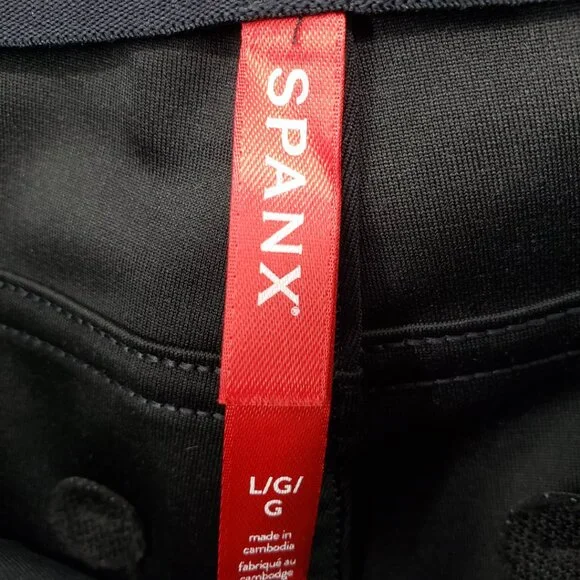 SPANX®
L/G/
G
made in
cambodia
fabriqué au
cambodge